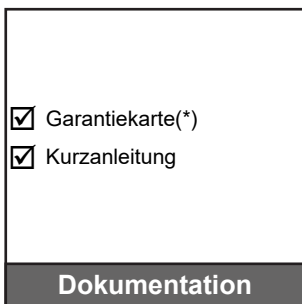 ☑ Garantiekarte(*)
☑ Kurzanleitung
Dokumentation